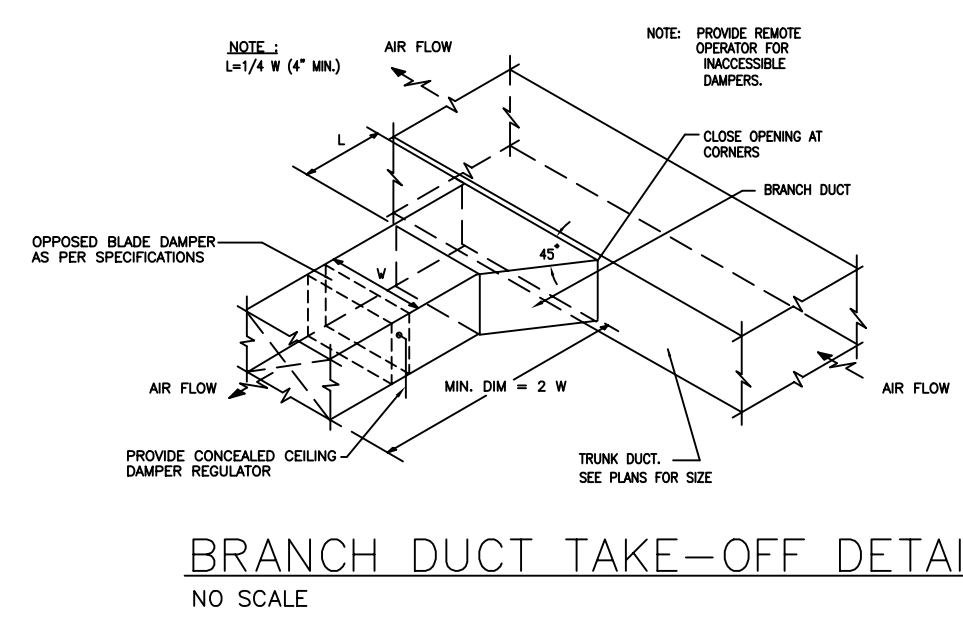 NOTE :
L=1/4 W (4" MIN.)
AIR FLOW
NOTE: PROVIDE REMOTE
OPERATOR FOR
INACCESSIBLE
DAMPERS.
L
CLOSE OPENING AT
CORNERS
BRANCH DUCT
OPPOSED BLADE DAMPER
AS PER SPECIFICATIONS
45°
W
AIR FLOW
MIN. DIM = 2 W
AIR FLOW
PROVIDE CONCEALED CEILING
DAMPER REGULATOR
TRUNK DUCT.
SEE PLANS FOR SIZE
BRANCH DUCT TAKE-OFF DETAI
NO SCALE